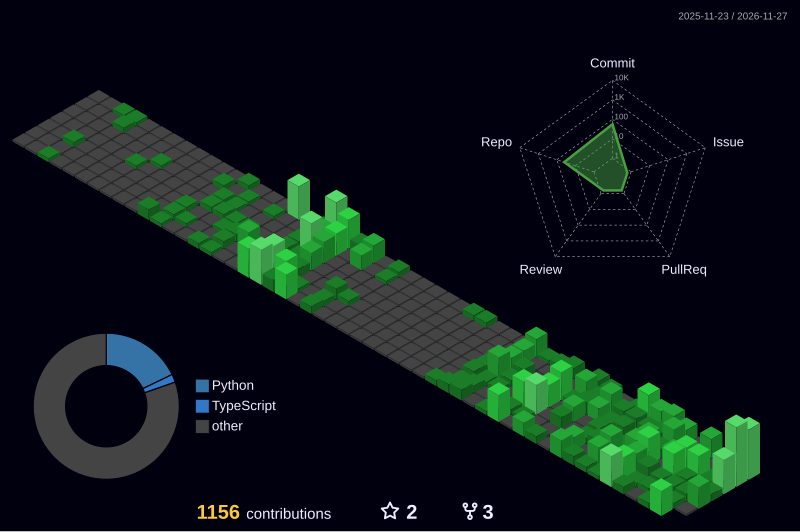 2025-11-23 / 2026-11-27
Commit
10K
1K
100
Repo
Issue
Review
PullReq
Python
TypeScript
other
1156 contributions
2
3